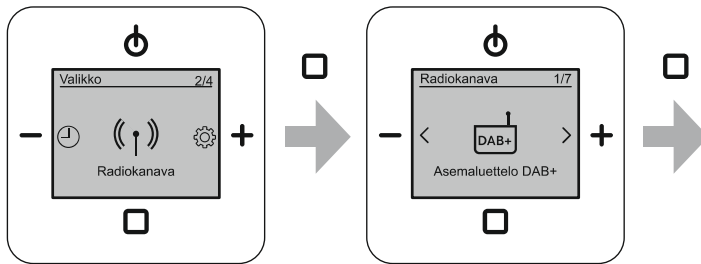 Valikko 2/4
Radiokanava
Radiokanava 1/7
DAB+
Asemaluettelo DAB+